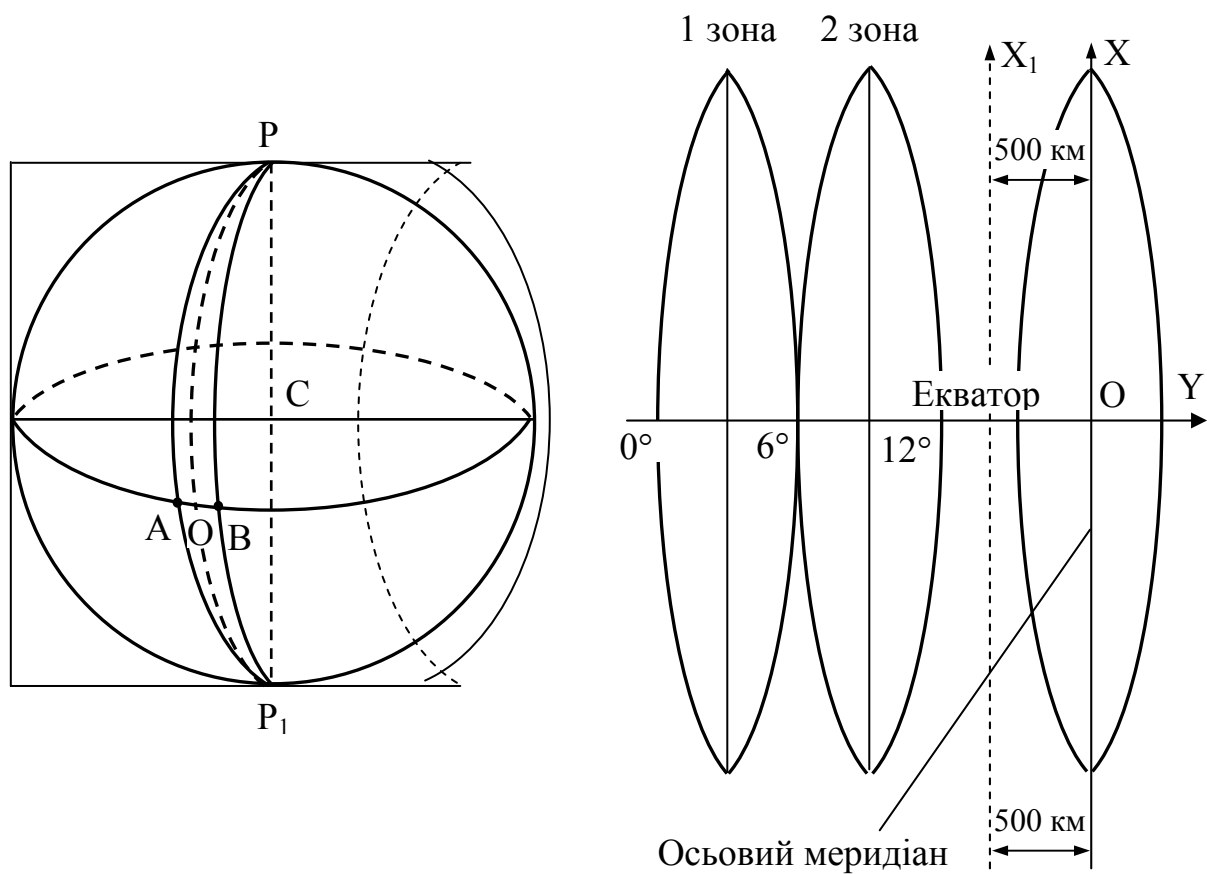 P
C
A
O
B
P₁
1 зона
2 зона
X₁
X
500 км
Екватор
O
Y
0°
6°
12°
500 км
Осьовий меридіан